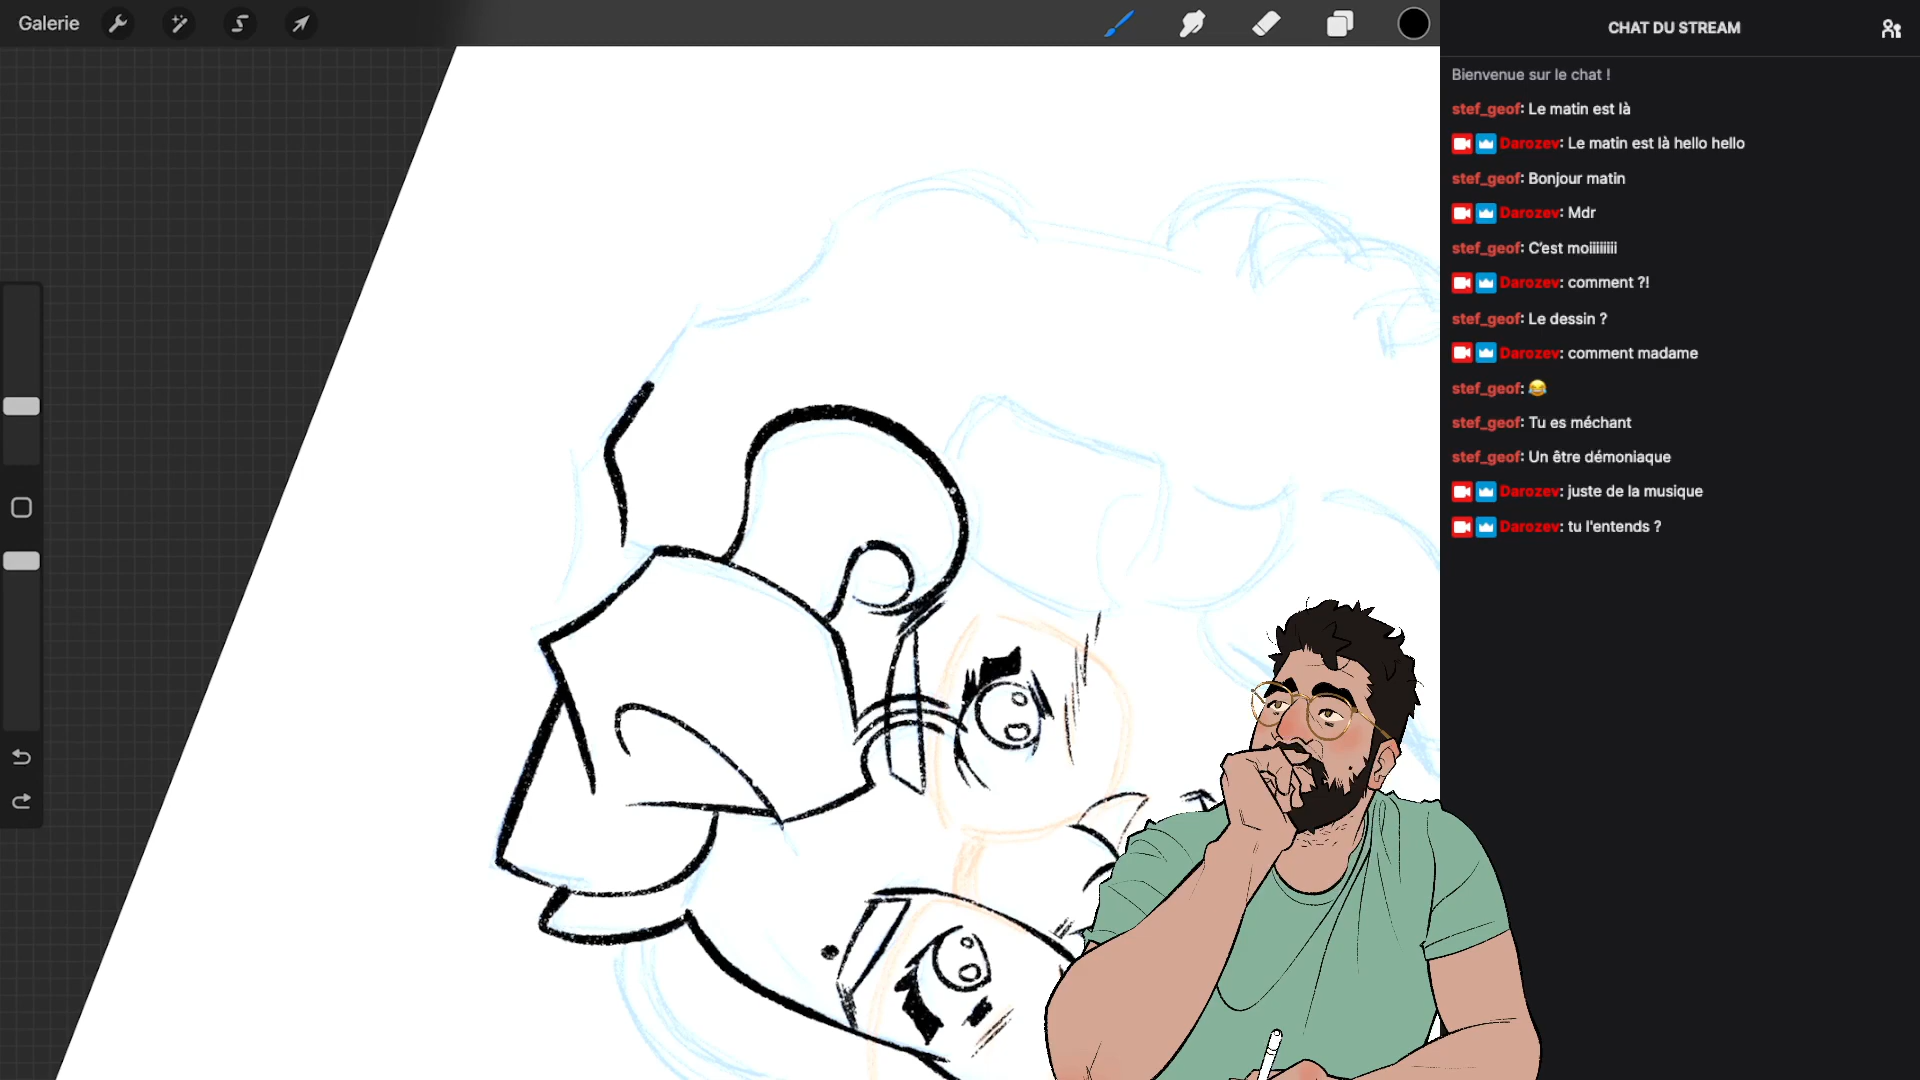 Galerie
CHAT DU STREAM
Bienvenue sur le chat !
stef_geof: Le matin est là
Darozev: Le matin est là hello hello
stef_geof: Bonjour matin
Darozev: Mdr
stef_geof: C'est moiiiiiiiii
Darozev: comment ?!
stef_geof: Le dessin ?
Darozev: comment madame
stef_geof: 😂
stef_geof: Tu es méchant
stef_geof: Un être démoniaque
Darozev: juste de la musique
Darozev: tu l'entends ?